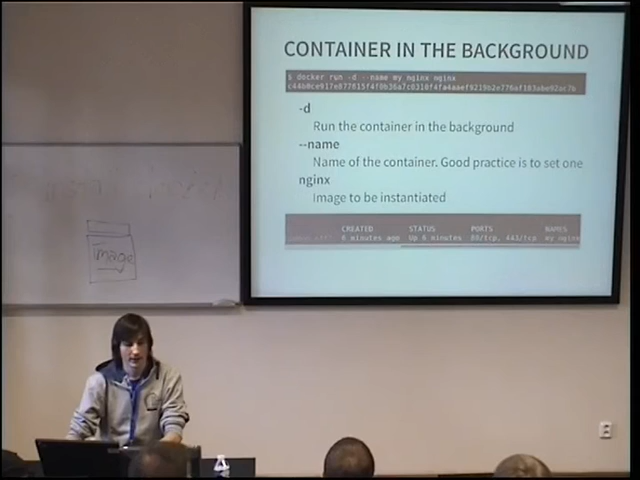 CONTAINER IN THE BACKGROUND
$ docker run -d --name my_nginx nginx
-d
Run the container in the background
--name
Name of the container. Good practice is to set one
nginx
Image to be instantiated
CREATED STATUS PORTS NAMES
6 minutes ago Up 6 minutes 80/tcp, 443/tcp my_nginx
Image